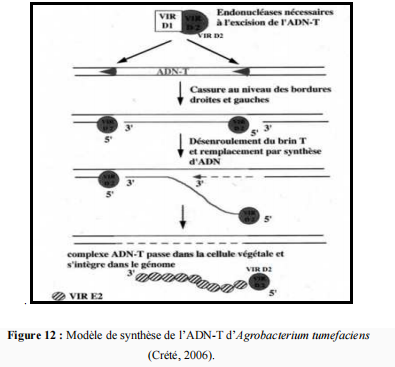 VIR
D1
VIR
D2
VIR D2
Endonucléases nécessaires
à l'excision de l'ADN-T
ADN-T
Cassure au niveau des bordures
droites et gauches
3'
3'
5'
5'
Désenroulement du brin T
et remplacement par synthèse
d'ADN
3'
5'
5'
complexe ADN-T passe dans la cellule végétale et
s'intègre dans le génome
3'
VIR D2
5'
VIR E2
Figure 12 : Modèle de synthèse de l'ADN-T d'Agrobacterium tumefaciens
(Crété, 2006).